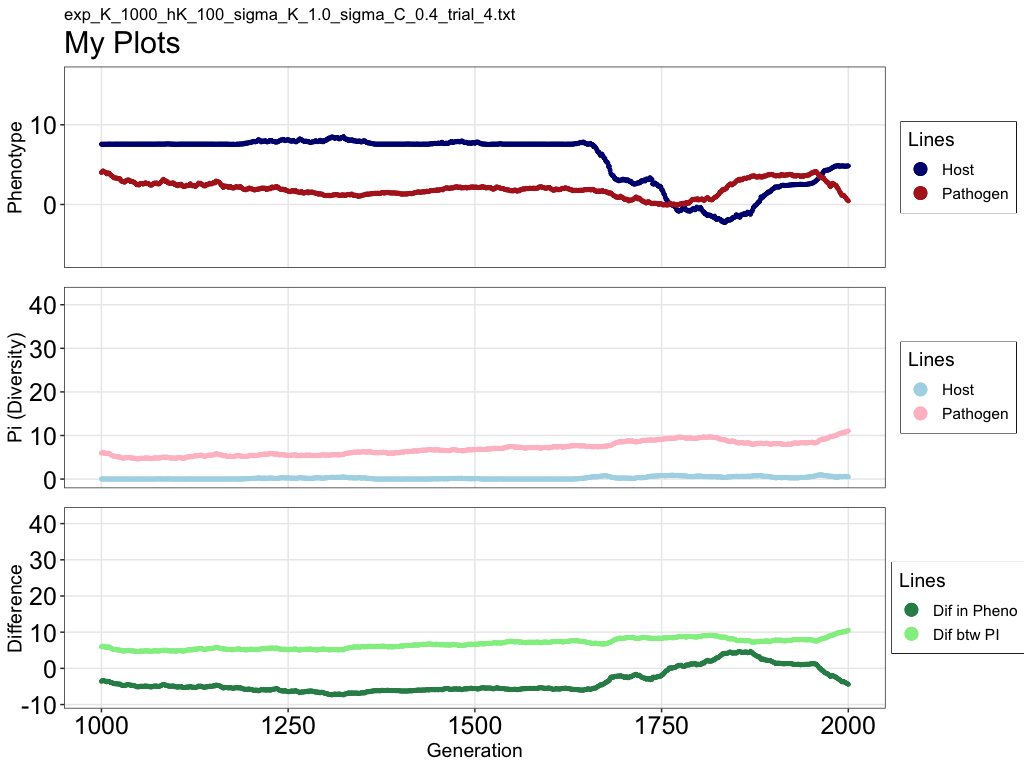 exp_K_1000_hK_100_sigma_K_1.0_sigma_C_0.4_trial_4.txt
My Plots
Phenotype
10
0
Lines
Host
Pathogen
Pi (Diversity)
40
30
20
10
0
Lines
Host
Pathogen
Difference
40
30
20
10
0
-10
Lines
Dif in Pheno
Dif btw PI
1000
1250
1500
1750
2000
Generation